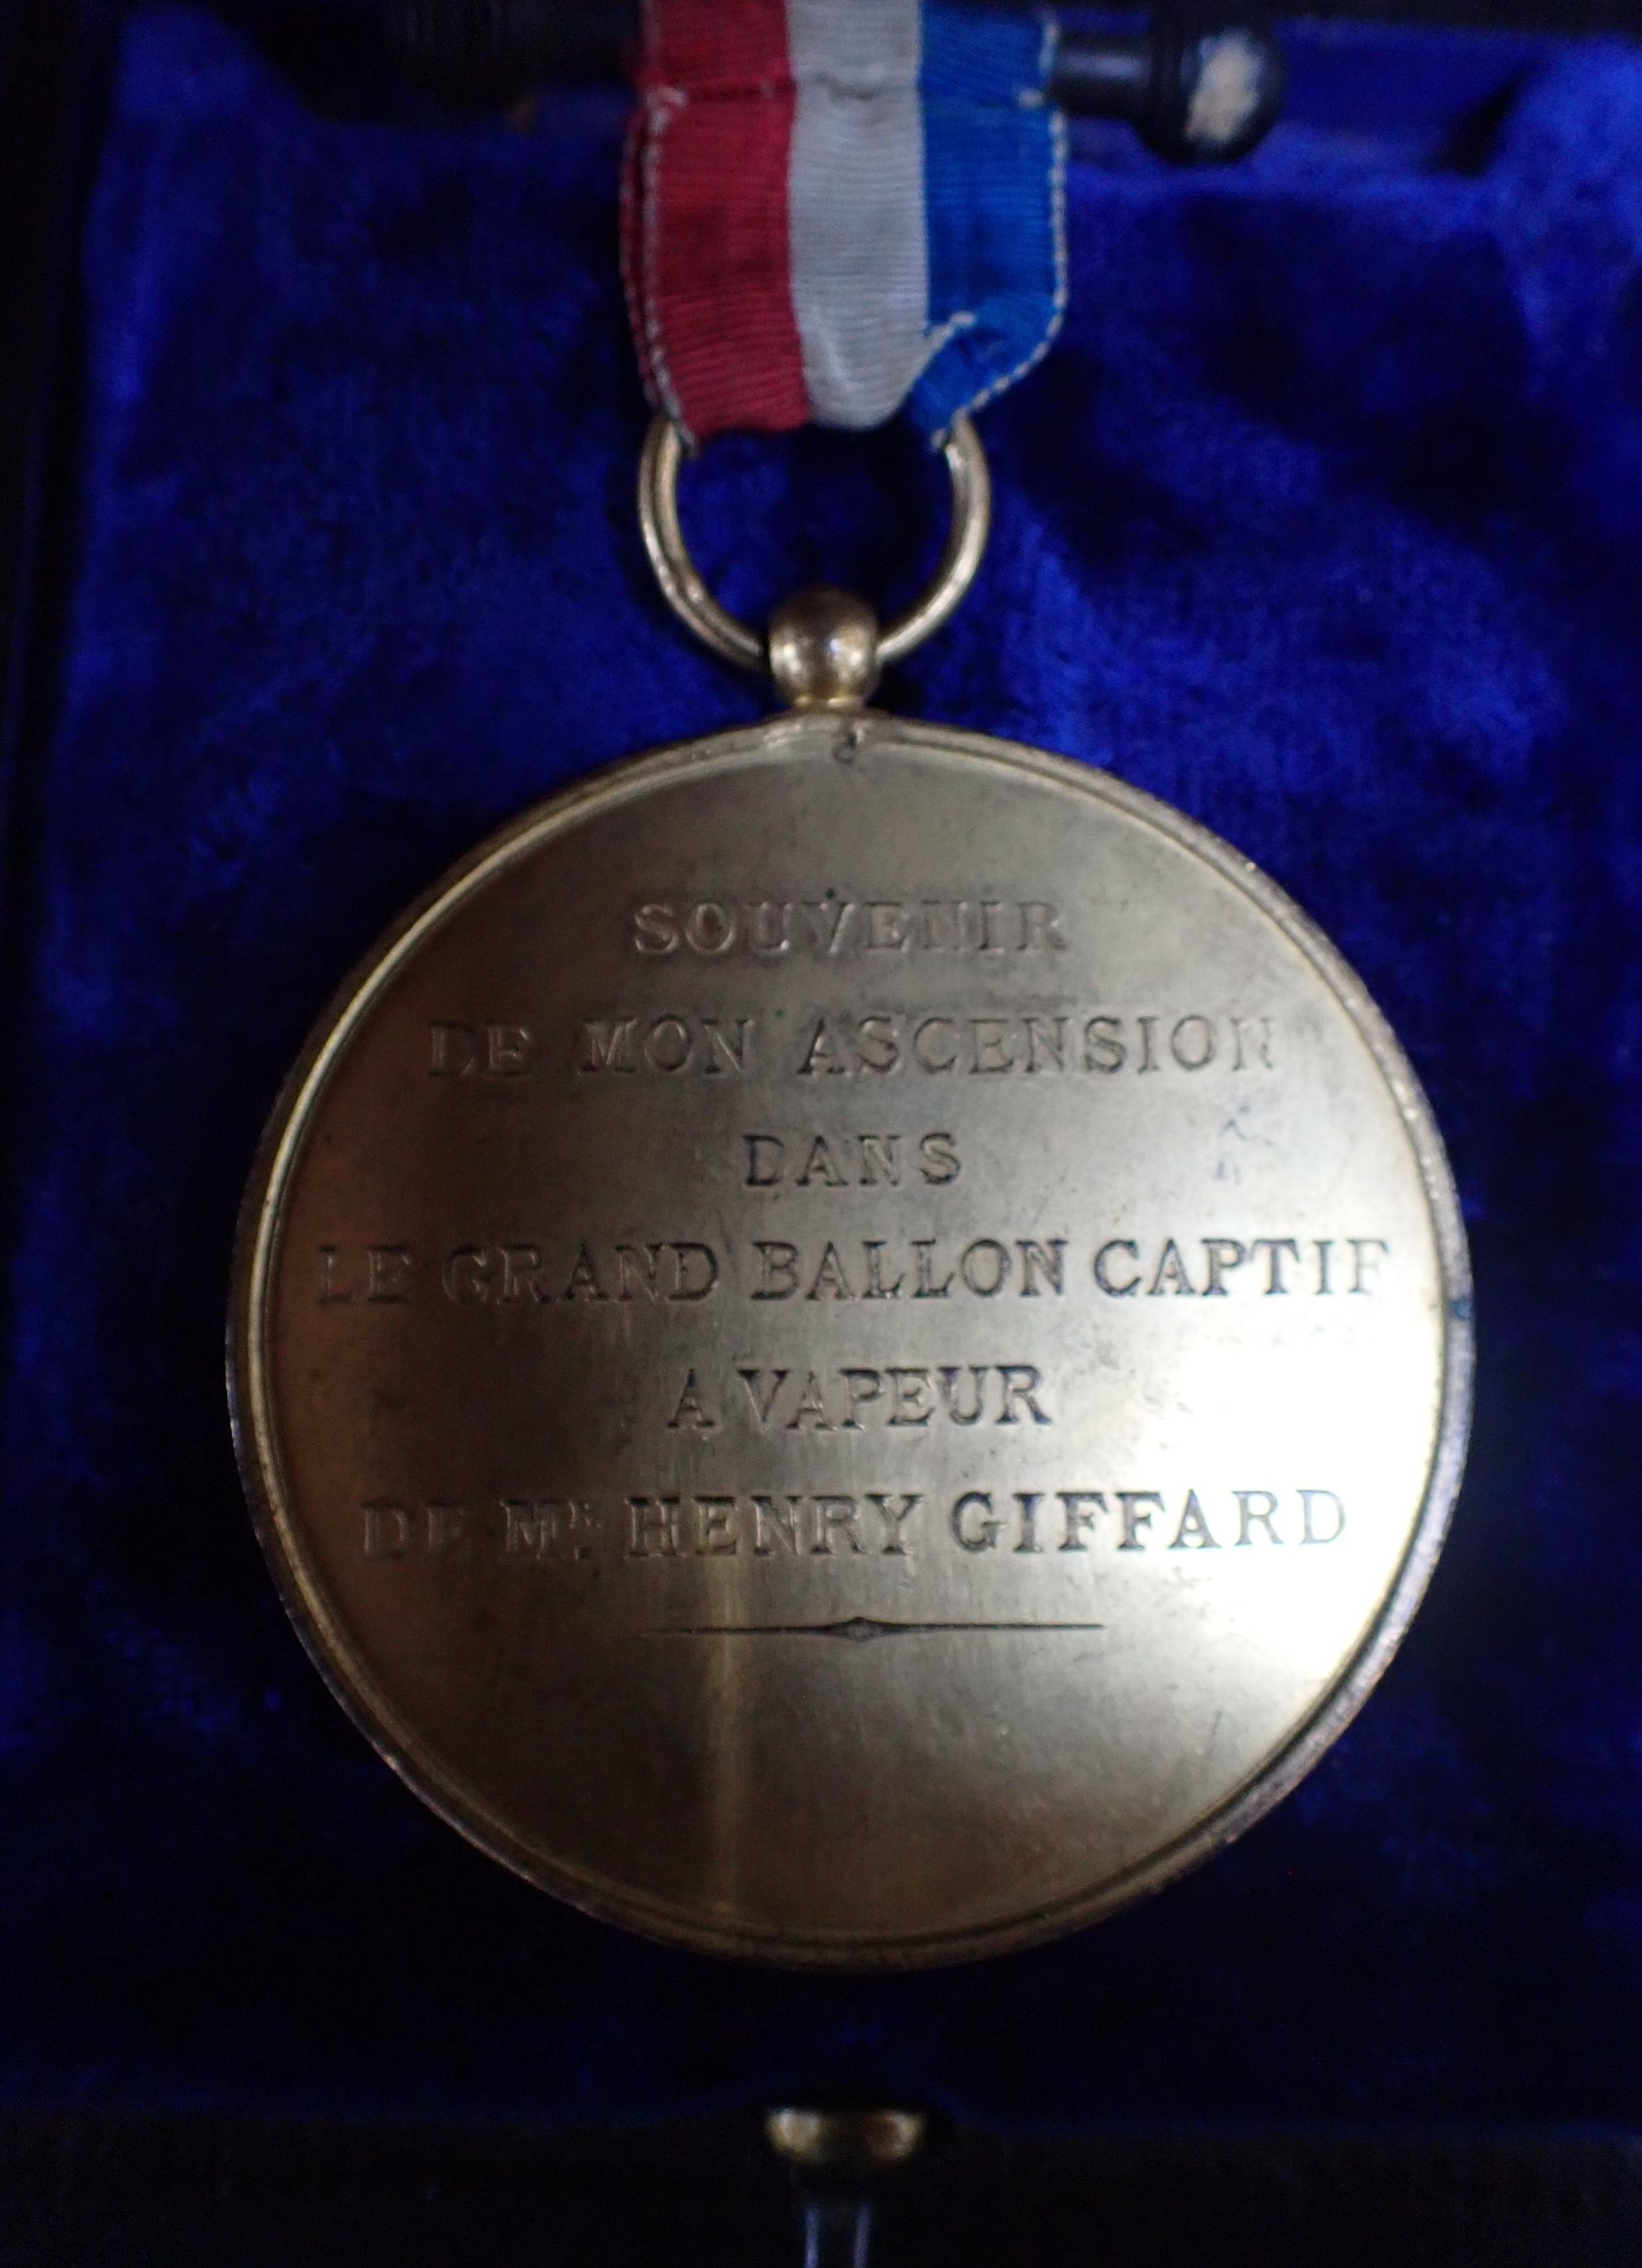 SOUVENIR
DE MON ASCENSION
DANS
LE GRAND BALLON CAPTIF
A VAPEUR
DE MR. HENRY GIFFARD